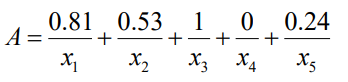 A = 0.81/x₁ + 0.53/x₂ + 1/x₃ + 0/x₄ + 0.24/x₅